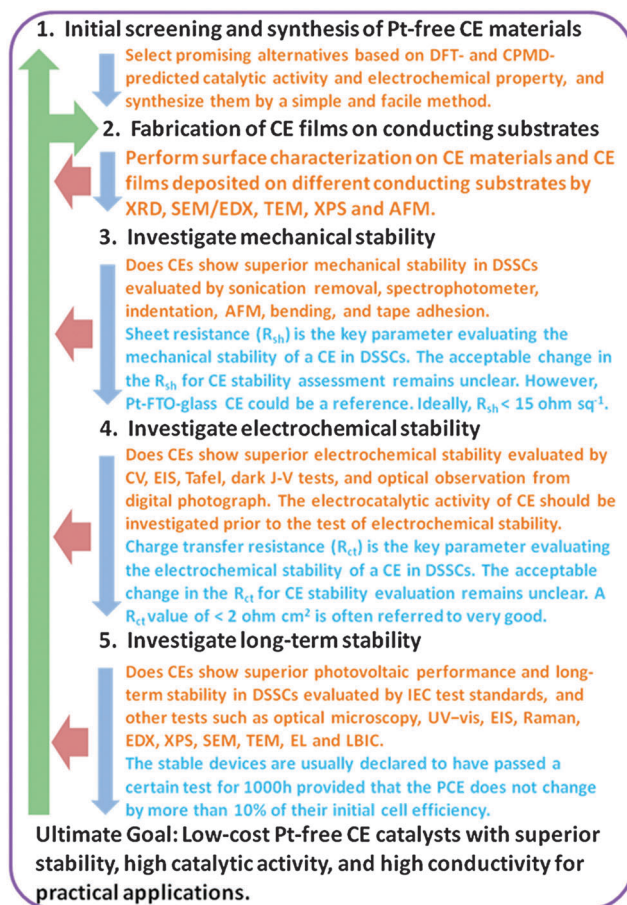 1. Initial screening and synthesis of Pt-free CE materials
Select promising alternatives based on DFT- and CPMD-
predicted catalytic activity and electrochemical property, and
synthesize them by a simple and facile method.
2. Fabrication of CE films on conducting substrates
Perform surface characterization on CE materials and CE
films deposited on different conducting substrates by
XRD, SEM/EDX, TEM, XPS and AFM.
3. Investigate mechanical stability
Does CEs show superior mechanical stability in DSSCs
evaluated by sonication removal, spectrophotometer,
indentation, AFM, bending, and tape adhesion.
Sheet resistance (Rsh) is the key parameter evaluating the
mechanical stability of a CE in DSSCs. The acceptable change in
the Rsh for CE stability assessment remains unclear. However,
Pt-FTO-glass CE could be a reference. Ideally, Rsh < 15 ohm sq⁻¹.
4. Investigate electrochemical stability
Does CEs show superior electrochemical stability evaluated by
CV, EIS, Tafel, dark J-V tests, and optical observation from
digital photograph. The electrocatalytic activity of CE should be
investigated prior to the test of electrochemical stability.
Charge transfer resistance (Rct) is the key parameter evaluating
the electrochemical stability of a CE in DSSCs. The acceptable
change in the Rct for CE stability evaluation remains unclear. A
Rct value of < 2 ohm cm² is often referred to very good.
5. Investigate long-term stability
Does CEs show superior photovoltaic performance and long-
term stability in DSSCs evaluated by IEC test standards, and
other tests such as optical microscopy, UV–vis, EIS, Raman,
EDX, XPS, SEM, TEM, EL and LBIC.
The stable devices are usually declared to have passed a
certain test for 1000h provided that the PCE does not change
by more than 10% of their initial cell efficiency.
Ultimate Goal: Low-cost Pt-free CE catalysts with superior
stability, high catalytic activity, and high conductivity for
practical applications.